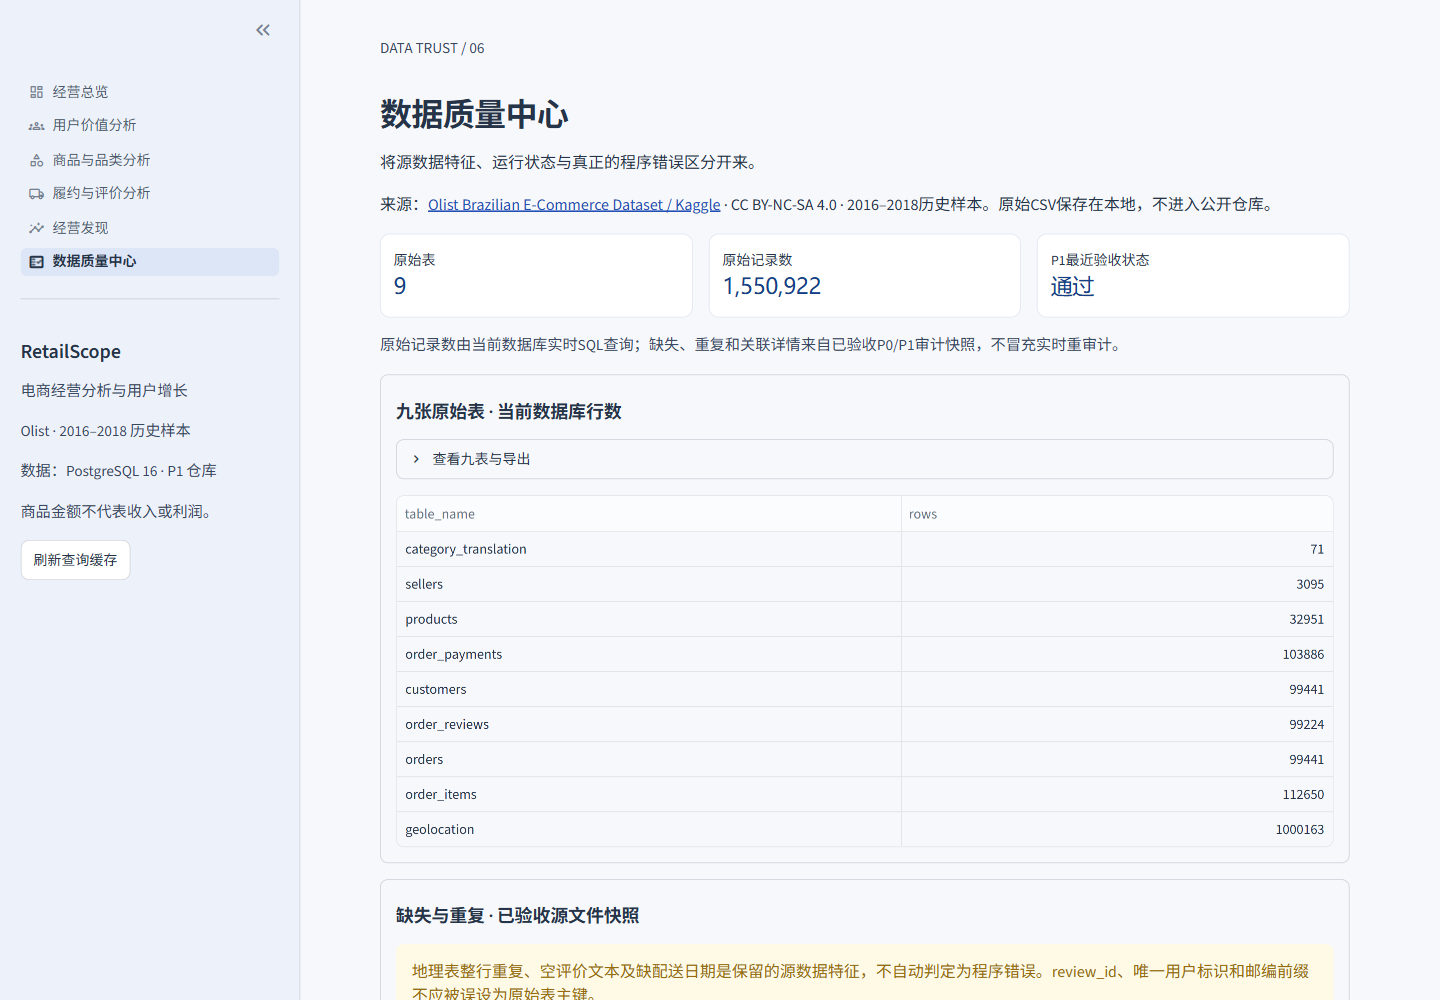 经营总览
用户价值分析
商品与品类分析
履约与评价分析
经营发现
数据质量中心
RetailScope
电商经营分析与用户增长
Olist · 2016–2018 历史样本
数据：PostgreSQL 16 · P1 仓库
商品金额不代表收入或利润。
刷新查询缓存
DATA TRUST / 06
数据质量中心
将源数据特征、运行状态与真正的程序错误区分开来。
来源：Olist Brazilian E-Commerce Dataset / Kaggle · CC BY-NC-SA 4.0 · 2016–2018历史样本。原始CSV保存在本地，不进入公开仓库。
原始表
9
原始记录数
1,550,922
P1最近验收状态
通过
原始记录数由当前数据库实时SQL查询；缺失、重复和关联详情来自已验收P0/P1审计快照，不冒充实时重审计。
九张原始表 · 当前数据库行数
查看九表与导出
table_name rows
category_translation 71
sellers 3095
products 32951
order_payments 103886
customers 99441
order_reviews 99224
orders 99441
order_items 112650
geolocation 1000163
缺失与重复 · 已验收源文件快照
地理表整行重复、空评价文本及缺配送日期是保留的源数据特征，不自动判定为程序错误。review_id、唯一用户标识和邮编前缀
不应被误设为原始表主键。